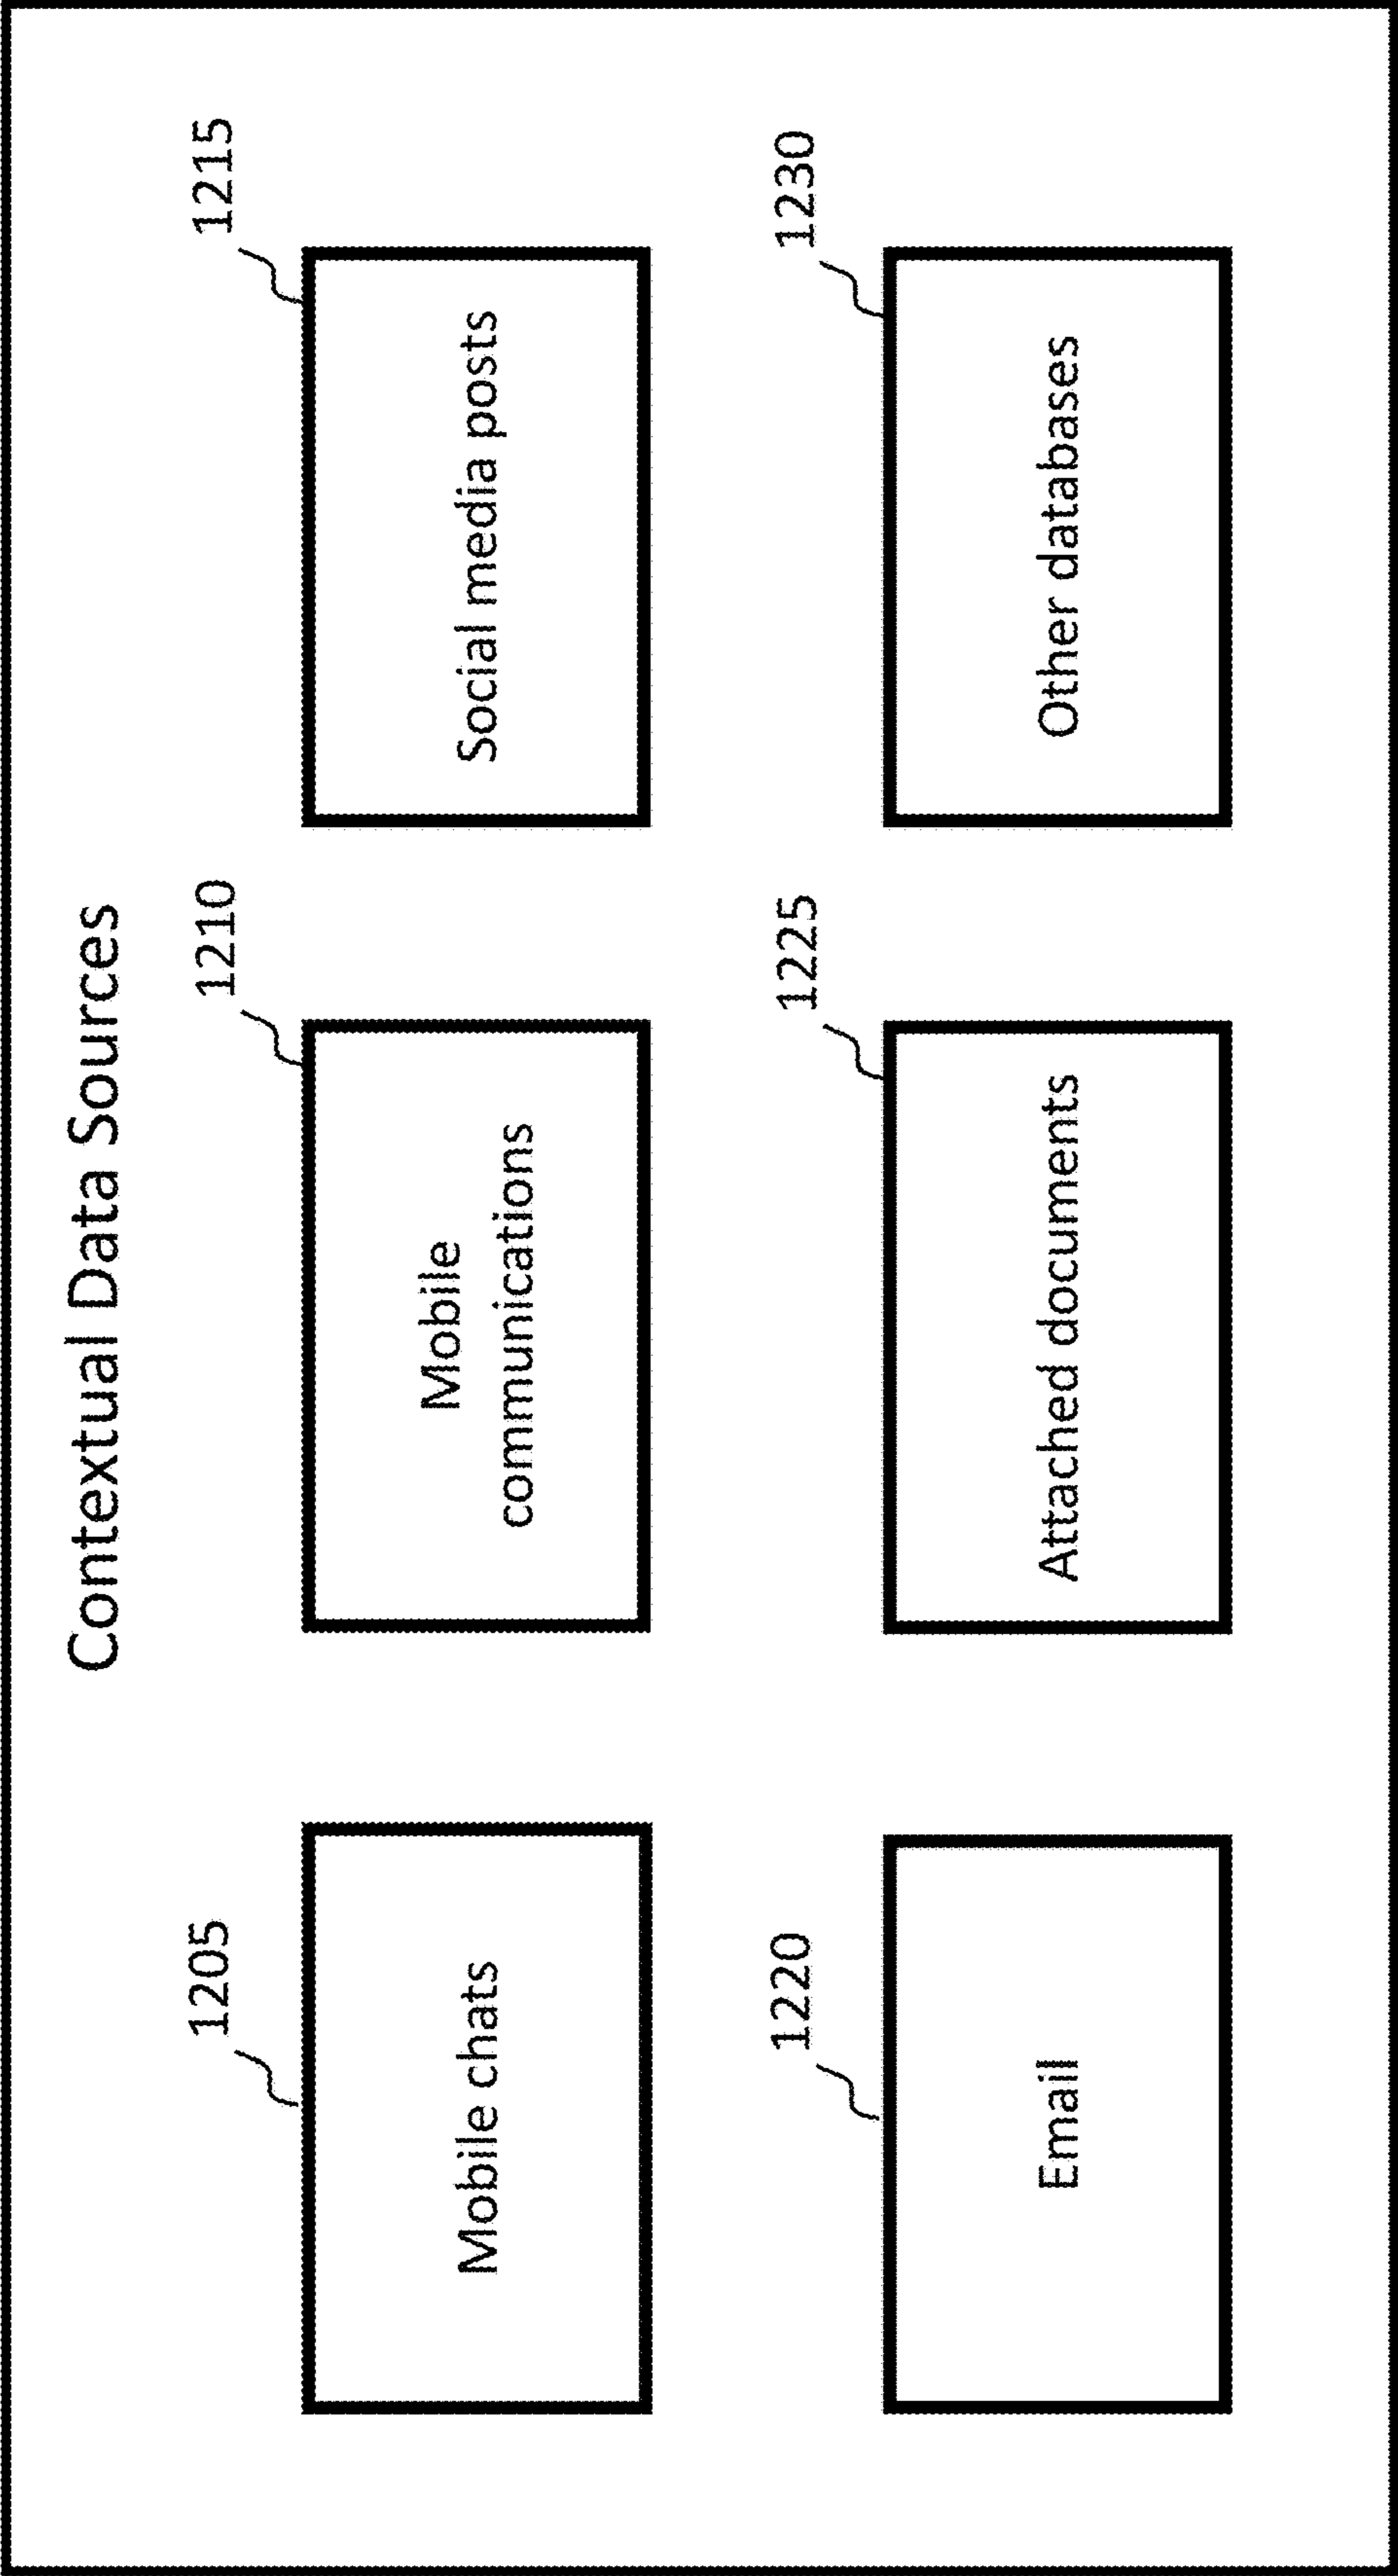 Contextual Data Sources
1205
Mobile chats
1210
Mobile
communications
1215
Social media posts
1220
Email
1225
Attached documents
1230
Other databases